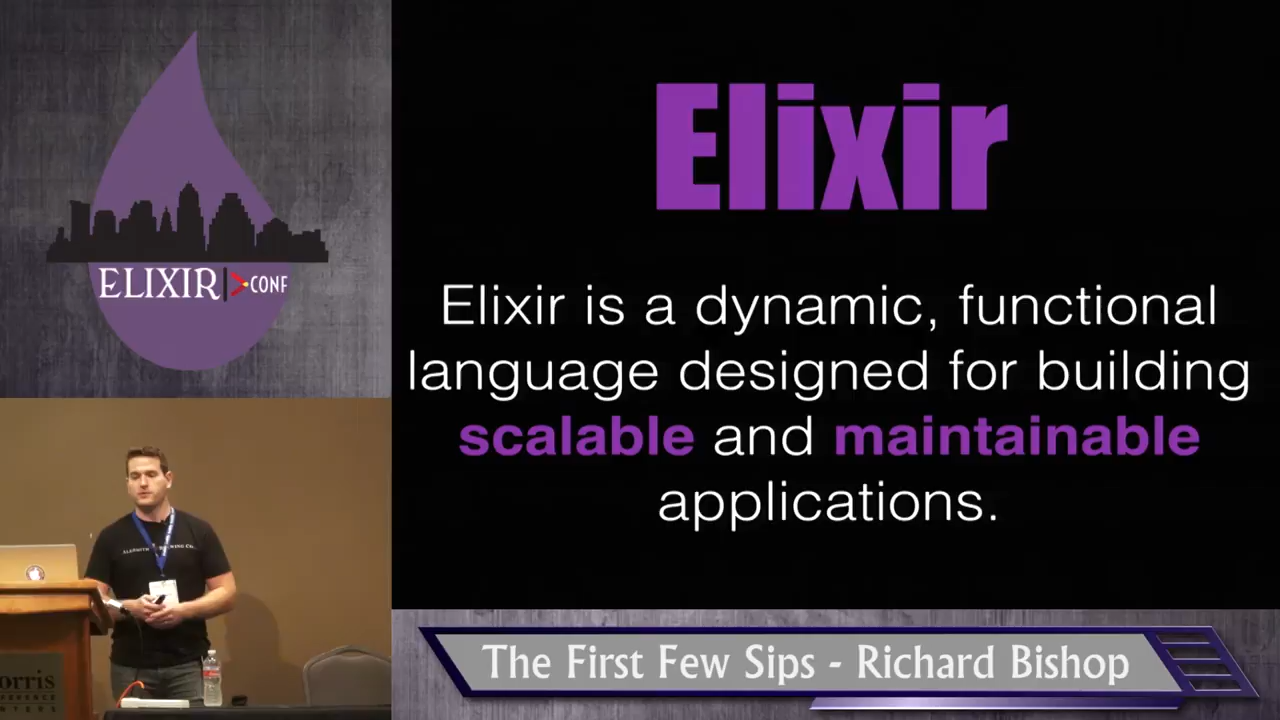 ELIXIR|>CONF
Elixir
Elixir is a dynamic, functional
language designed for building
scalable and maintainable
applications.
The First Few Sips - Richard Bishop